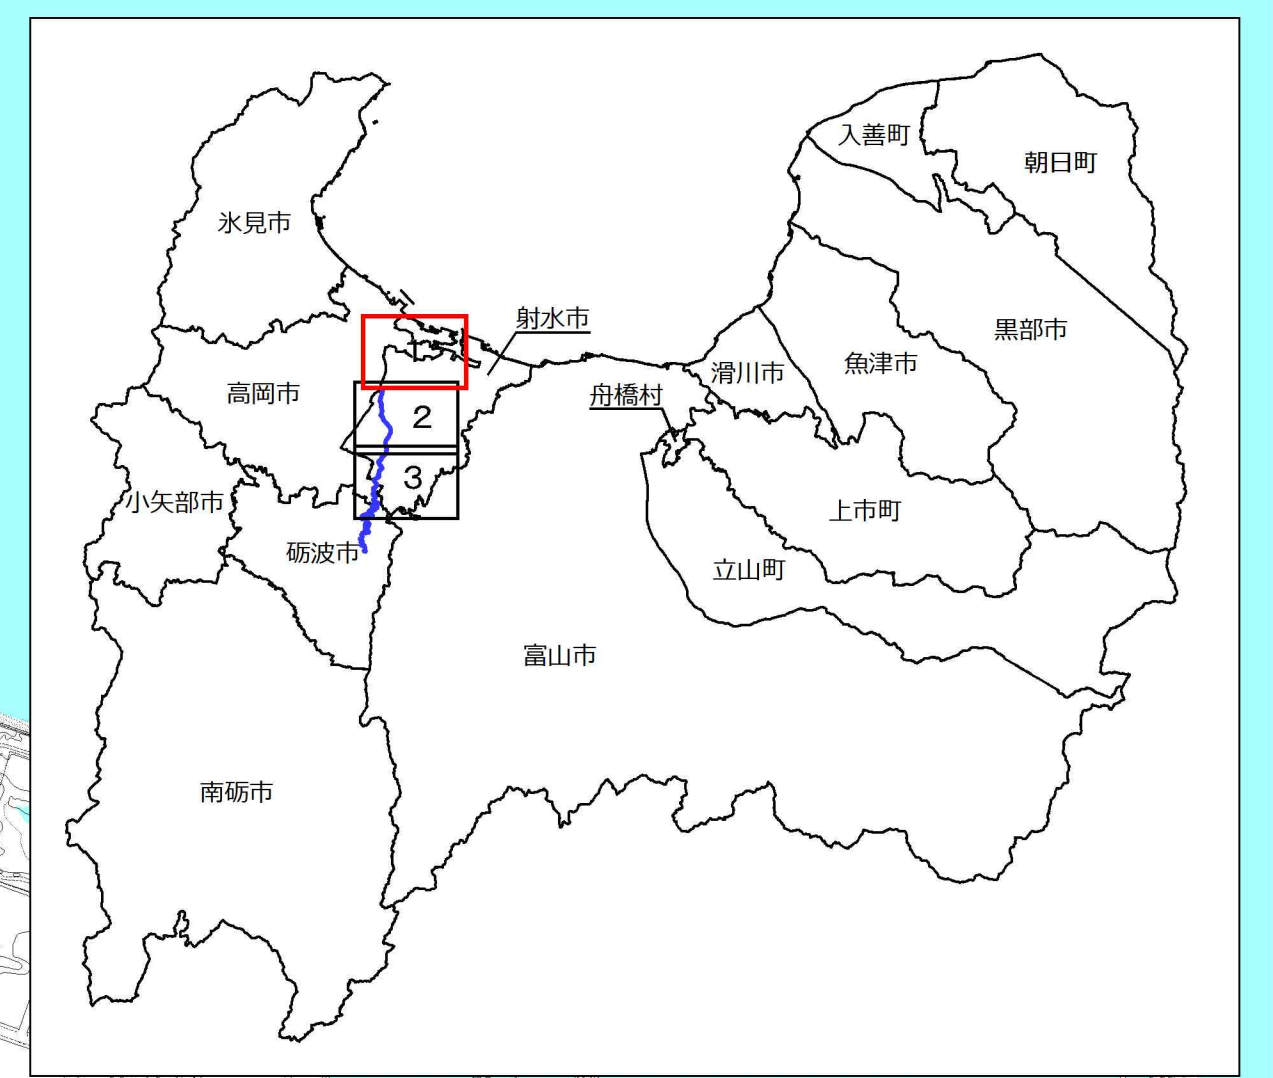 入善町
朝日町
氷見市
射水市
黒部市
1
魚津市
滑川市
高岡市
舟橋村
2
3
小矢部市
上市町
砺波市
立山町
富山市
南砺市